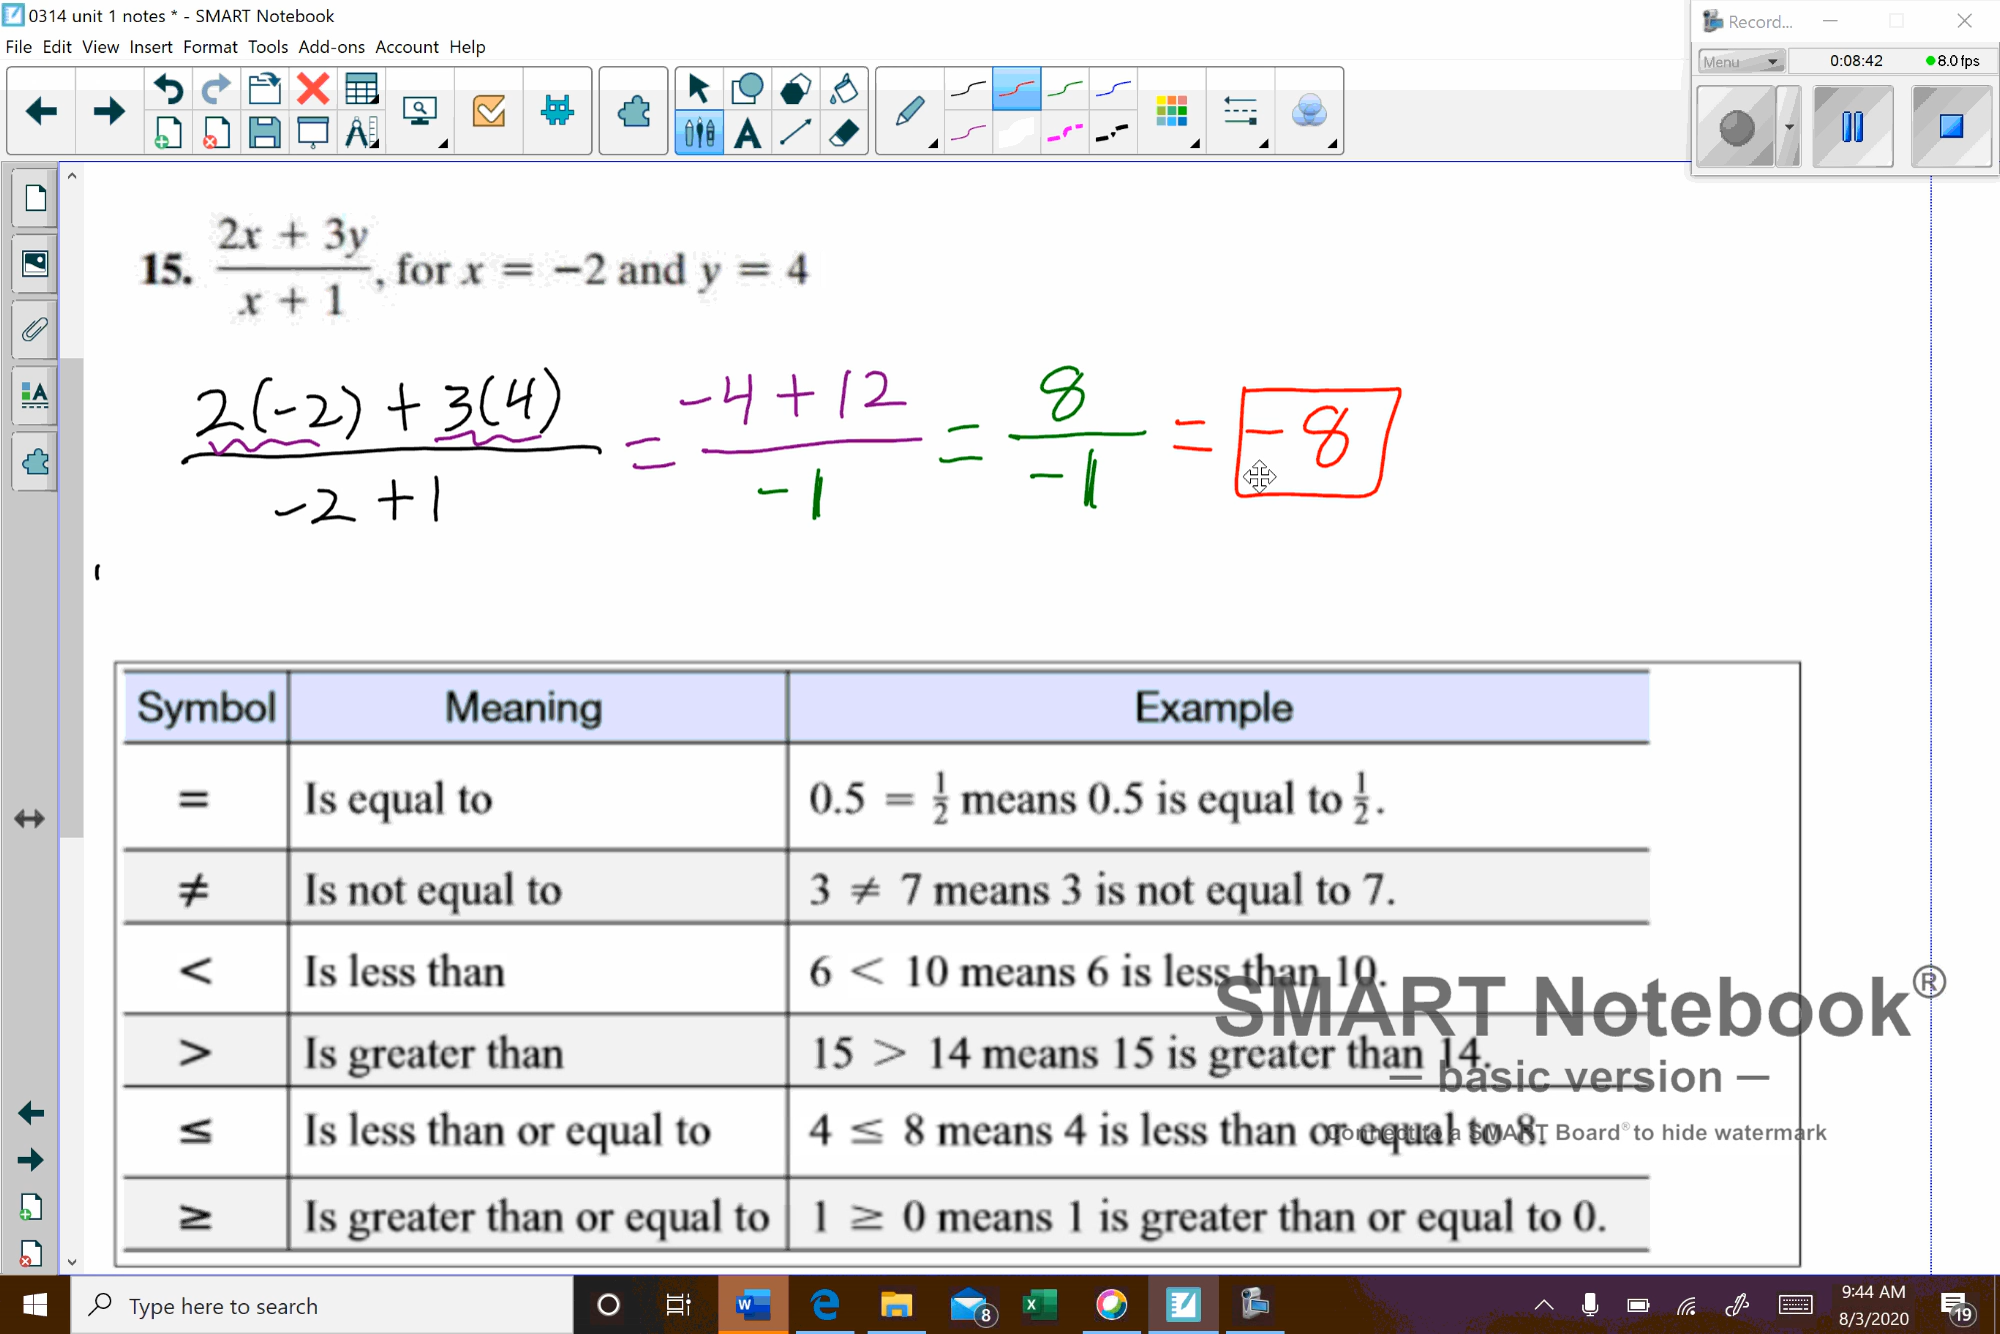 0314 unit 1 notes * - SMART Notebook
Record...
File Edit View Insert Format Tools Add-ons Account Help
Menu 0:08:42 8.0 fps
15. (2x + 3y)/(x + 1), for x = −2 and y = 4
(2(-2) + 3(4))/(-2 + 1) = (-4 + 12)/(-1) = 8/(-1) = -8
Symbol Meaning Example
= Is equal to 0.5 = 1/2 means 0.5 is equal to 1/2.
≠ Is not equal to 3 ≠ 7 means 3 is not equal to 7.
< Is less than 6 < 10 means 6 is less than 10.
> Is greater than 15 > 14 means 15 is greater than 14.
≤ Is less than or equal to 4 ≤ 8 means 4 is less than or equal to 8.
≥ Is greater than or equal to 1 ≥ 0 means 1 is greater than or equal to 0.
SMART Notebook®
— basic version —
Connect to a SMART Board® to hide watermark
Type here to search
8
9:44 AM
8/3/2020
19